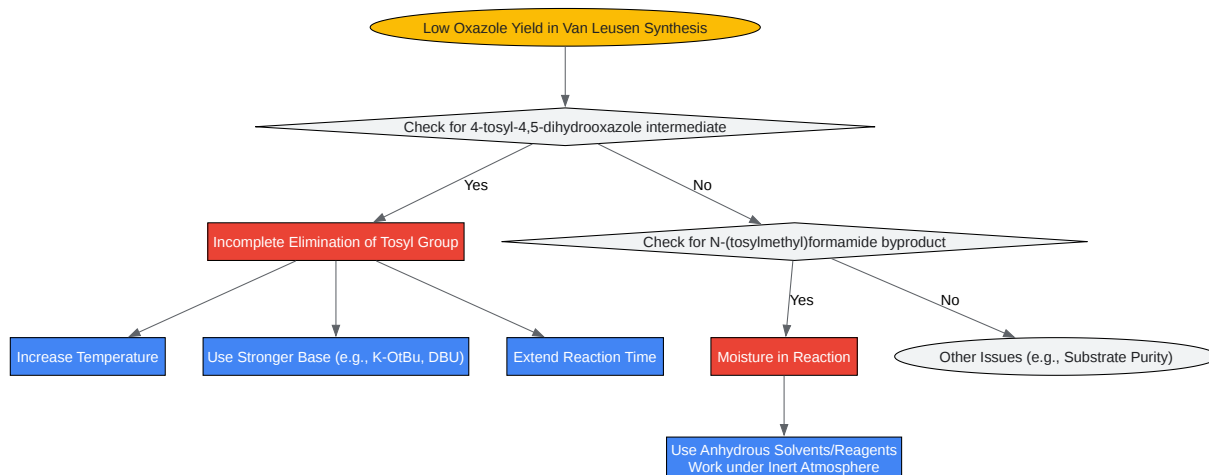 Low Oxazole Yield in Van Leusen Synthesis
Check for 4-tosyl-4,5-dihydrooxazole intermediate
Yes
No
Incomplete Elimination of Tosyl Group
Check for N-(tosylmethyl)formamide byproduct
Yes
No
Increase Temperature
Use Stronger Base (e.g., K-OtBu, DBU)
Extend Reaction Time
Moisture in Reaction
Other Issues (e.g., Substrate Purity)
Use Anhydrous Solvents/Reagents
Work under Inert Atmosphere